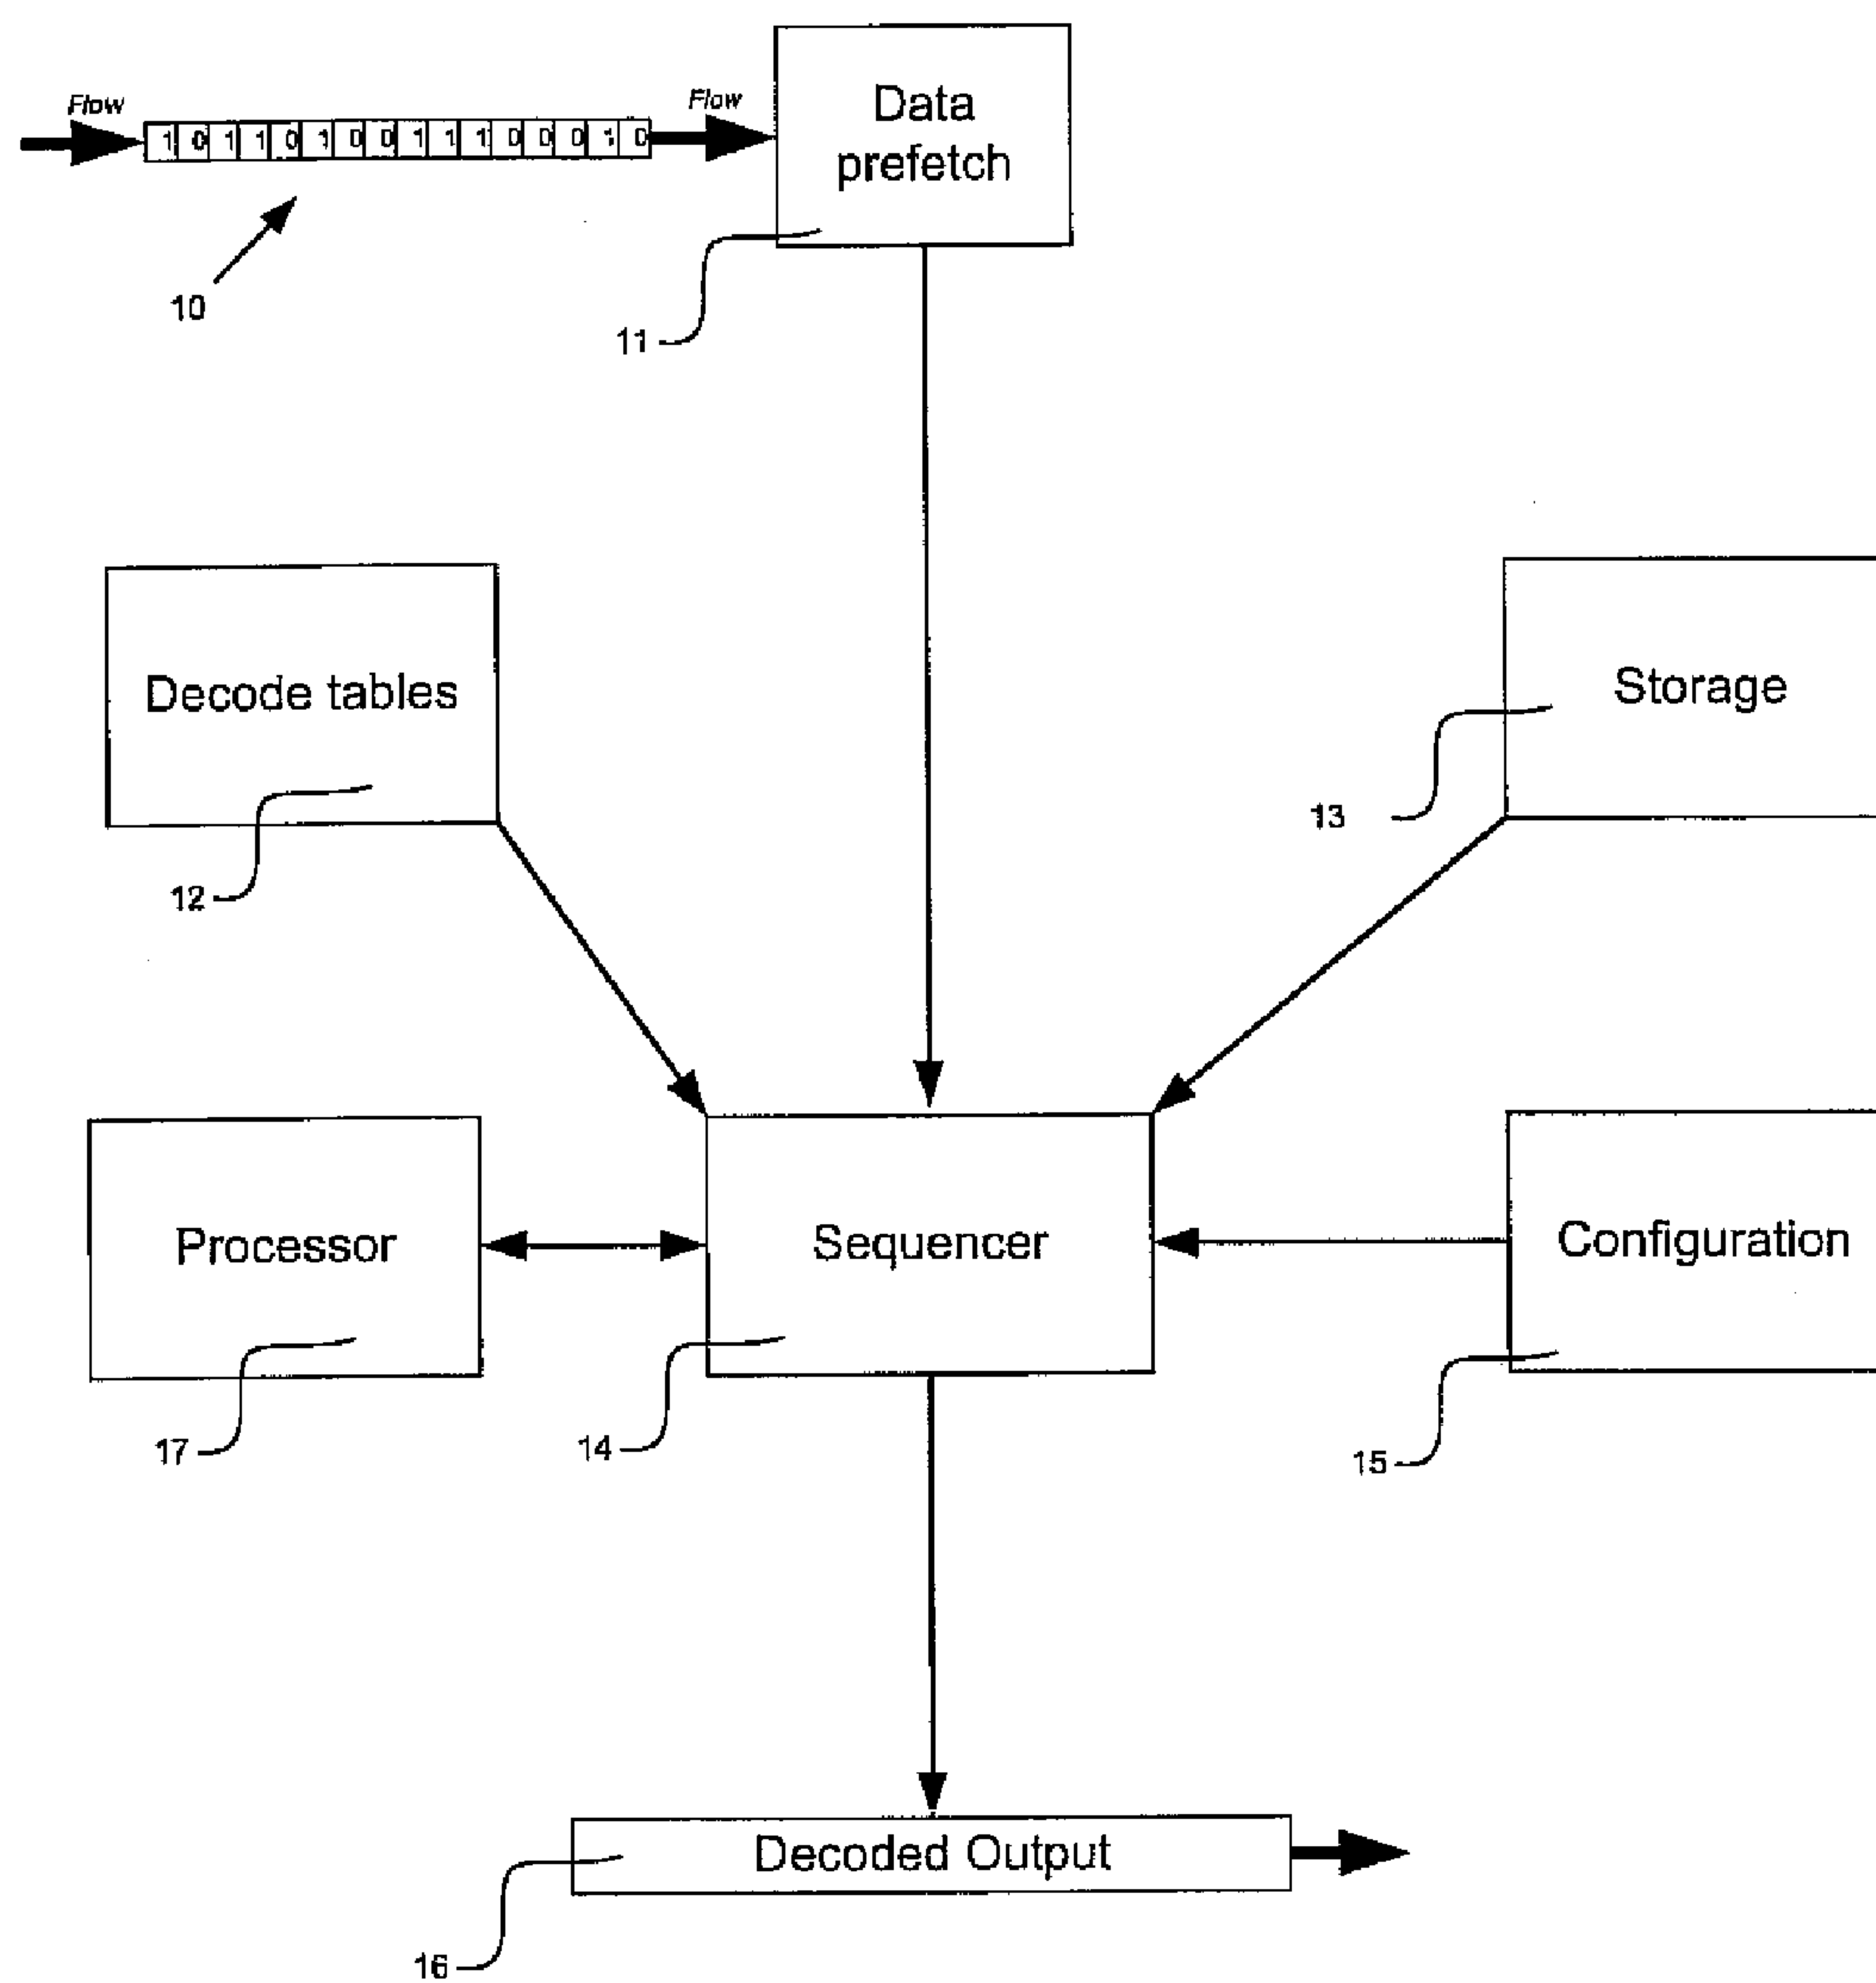 Flow
Flow
1 0 1 1 0 1 0 0 1 1 1 0 0 0 1 0
Data
prefetch
10
11
Decode tables
Storage
13
12
Processor
Sequencer
Configuration
17
14
15
Decoded Output
16